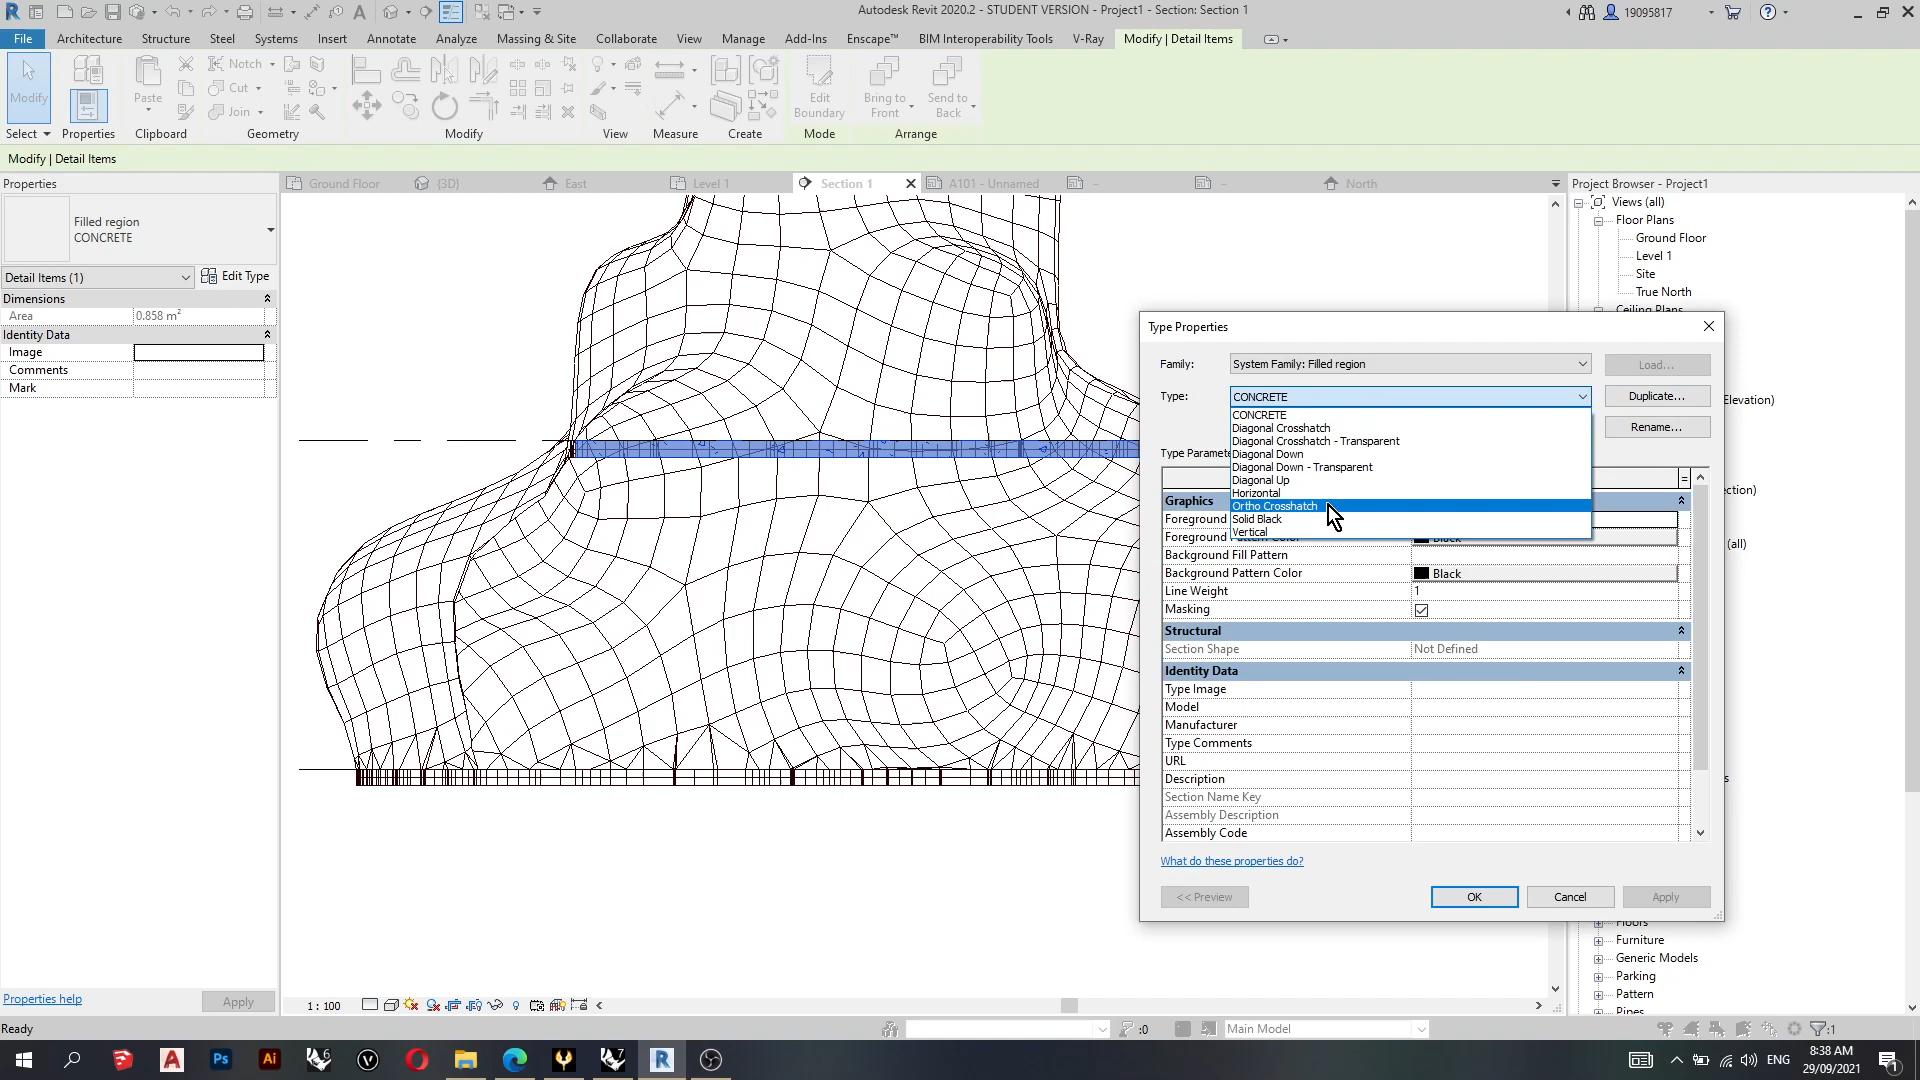 Autodesk Revit 2020.2 - STUDENT VERSION - Project1 - Section: Section 1
19095817
File Architecture Structure Steel Systems Insert Annotate Analyze Massing & Site Collaborate View Manage Add-Ins Enscape™ BIM Interoperability Tools V-Ray Modify | Detail Items
Modify
Paste
Notch
Cut
Join
Edit Boundary
Bring to Front
Send to Back
Select Properties Clipboard Geometry Modify View Measure Create Mode Arrange
Modify | Detail Items
Properties
Filled region
CONCRETE
Detail Items (1) Edit Type
Dimensions
Area 0.858 m²
Identity Data
Image
Comments
Mark
Properties help Apply
Ground Floor {3D} East Level 1 Section 1 A101 - Unnamed - - North
Project Browser - Project1
Views (all)
Floor Plans
Ground Floor
Level 1
Site
True North
Ceiling Plans
Elevation)
ction)
(all)
s
Floors
Furniture
Generic Models
Parking
Pattern
Pipes
Type Properties
Family: System Family: Filled region Load...
Type: CONCRETE Duplicate...
Rename...
CONCRETE
Diagonal Crosshatch
Diagonal Crosshatch - Transparent
Diagonal Down
Diagonal Down - Transparent
Diagonal Up
Horizontal
Ortho Crosshatch
Solid Black
Vertical
Type Paramete
=
Graphics
Foreground
Foreground Pattern Color Black
Background Fill Pattern
Background Pattern Color Black
Line Weight 1
Masking
Structural
Section Shape Not Defined
Identity Data
Type Image
Model
Manufacturer
Type Comments
URL
Description
Section Name Key
Assembly Description
Assembly Code
What do these properties do?
<< Preview OK Cancel Apply
1 : 100
Ready
:0
Main Model
:1
ENG
8:38 AM
29/09/2021
1